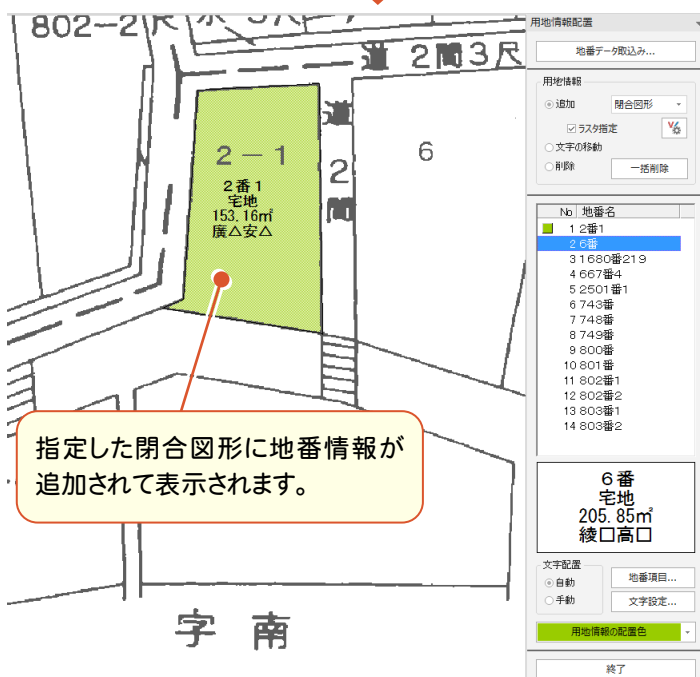 802-2
道 2間3尺
道 2間
2-1
2番1
宅地
153.16㎡
廣△安△
6
指定した閉合図形に地番情報が
追加されて表示されます。
字 南
用地情報配置
地番データ取込み...
用地情報
追加
閉合図形
ラスタ指定
文字の移動
削除
一括削除
No 地番名
1 2番1
2 6番
3 1680番219
4 667番4
5 2501番1
6 743番
7 748番
8 749番
9 800番
10 801番
11 802番1
12 802番2
13 803番1
14 803番2
6番
宅地
205.85㎡
綾口高口
文字配置
自動
手動
地番項目...
文字設定...
用地情報の配置色
終了